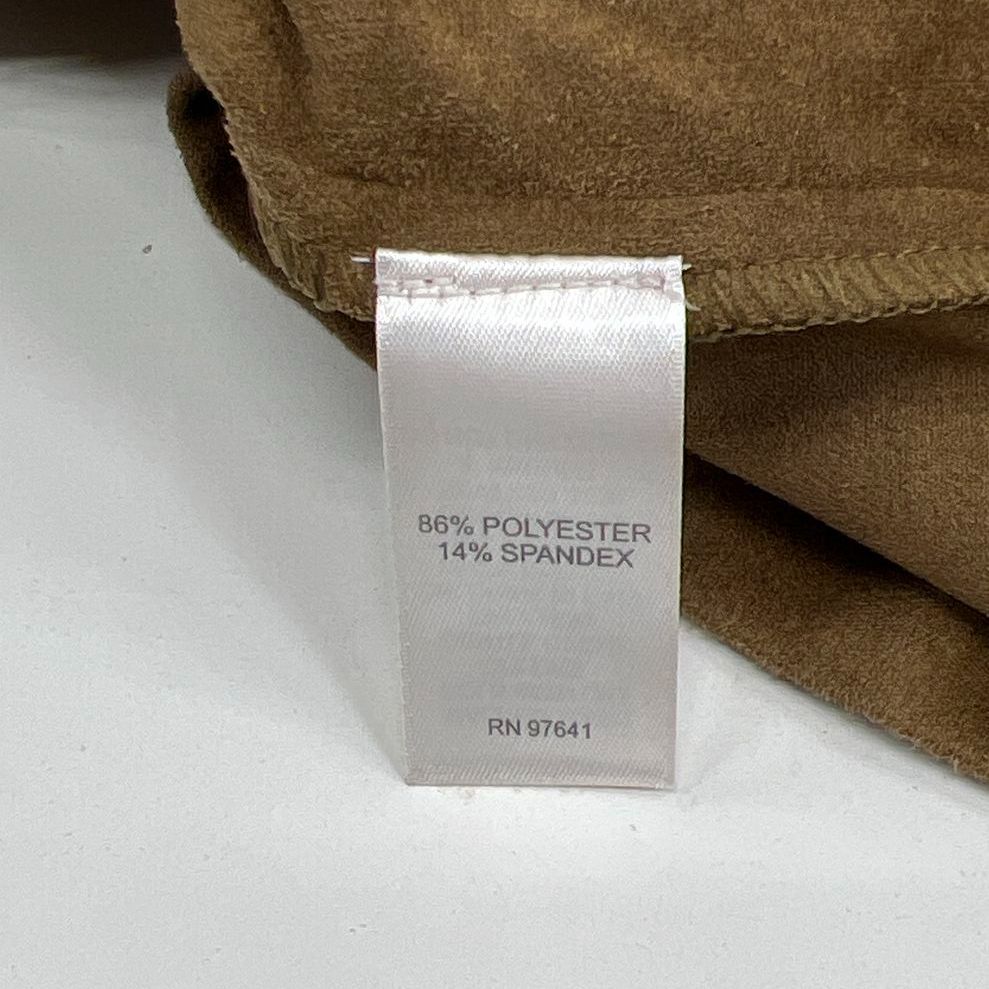 86% POLYESTER
14% SPANDEX
RN 97641